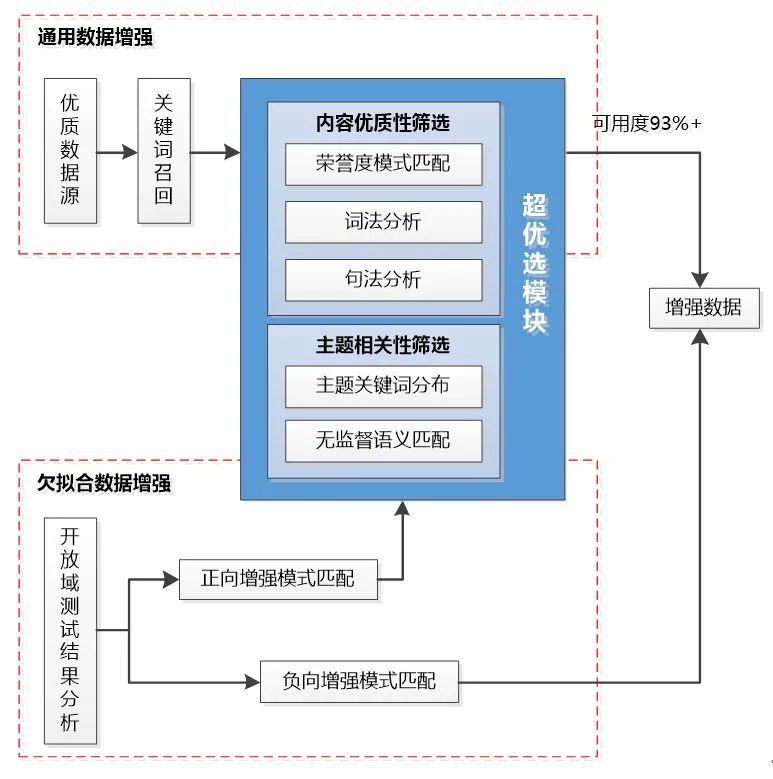 通用数据增强
优质数据源
关键词召回
内容优质性筛选
荣誉度模式匹配
词法分析
句法分析
主题相关性筛选
主题关键词分布
无监督语义匹配
超优选模块
可用度93%+
增强数据
欠拟合数据增强
开放域测试结果分析
正向增强模式匹配
负向增强模式匹配